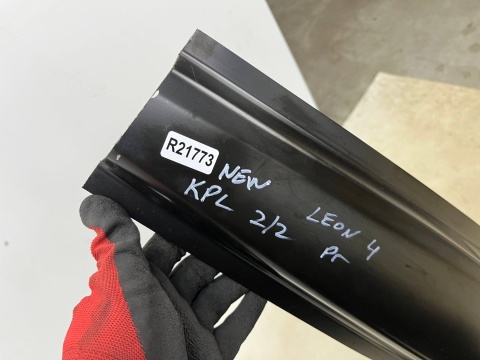 R21773
NEW
KPL 2/2
LEON 4
Pr